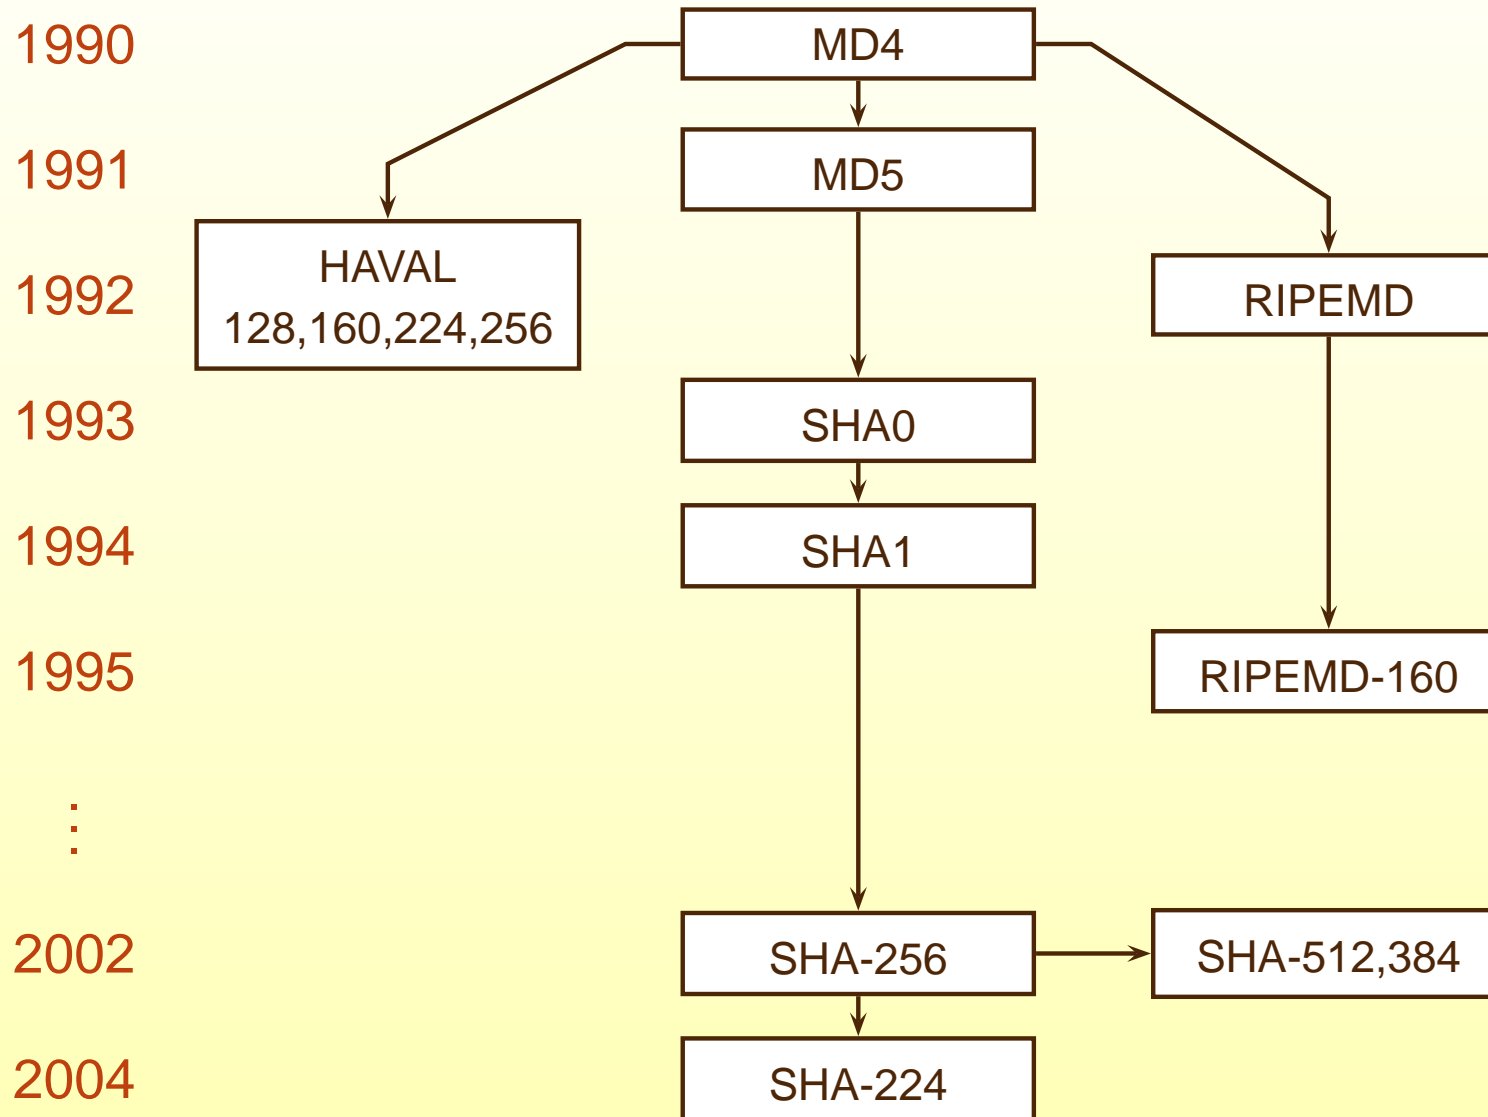 1990
MD4
1991
MD5
HAVAL
128,160,224,256
1992
RIPEMD
1993
SHA0
1994
SHA1
1995
RIPEMD-160
⋮
2002
SHA-256
SHA-512,384
2004
SHA-224